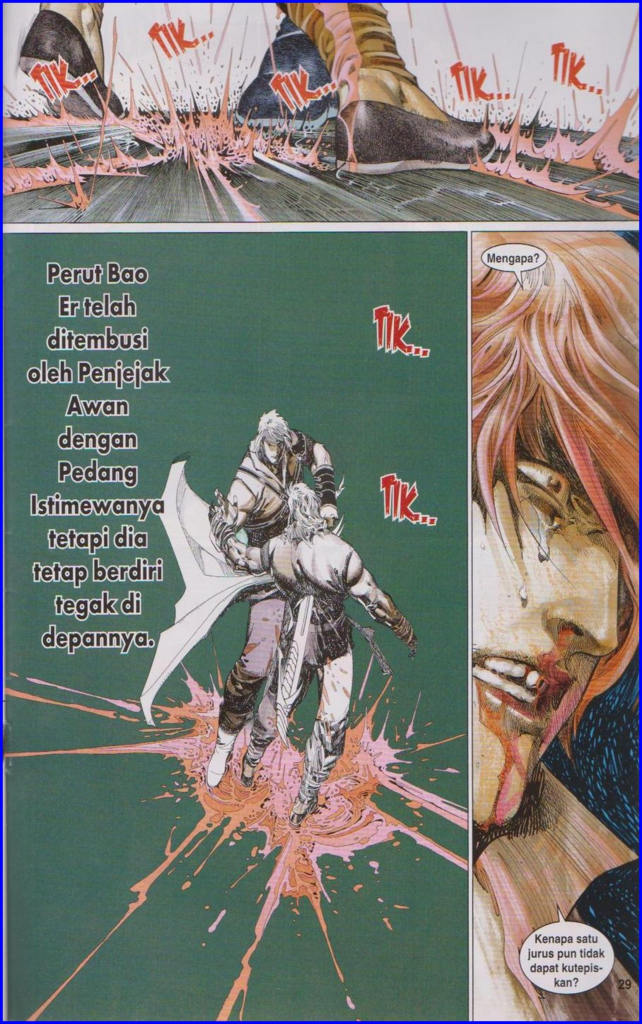 TIK...
TIK...
TIK...
TIK...
TIK...
Perut Bao
Er telah
ditembusi
oleh Penjejak
Awan
dengan
Pedang
Istimewanya
tetapi dia
tetap berdiri
tegak di
depannya.
TIK...
TIK...
Mengapa?
Kenapa satu
jurus pun tidak
dapat kutepis-
kan?
29